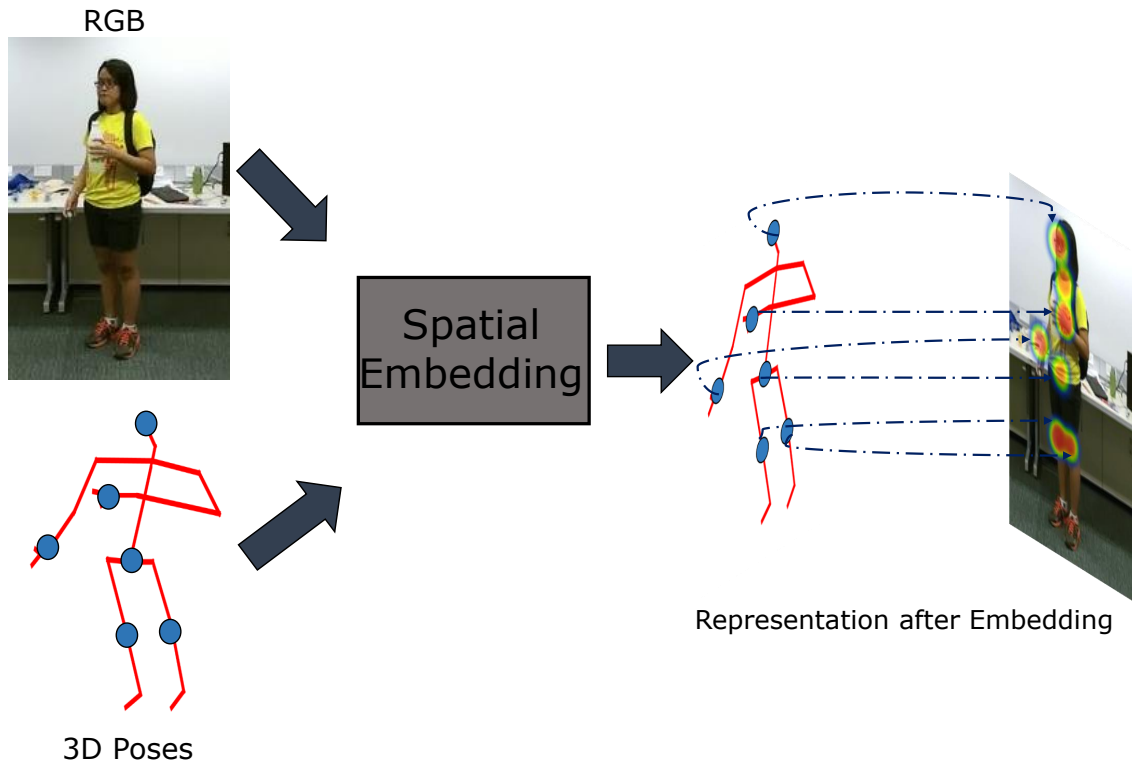 RGB
Spatial
Embedding
Representation after Embedding
3D Poses